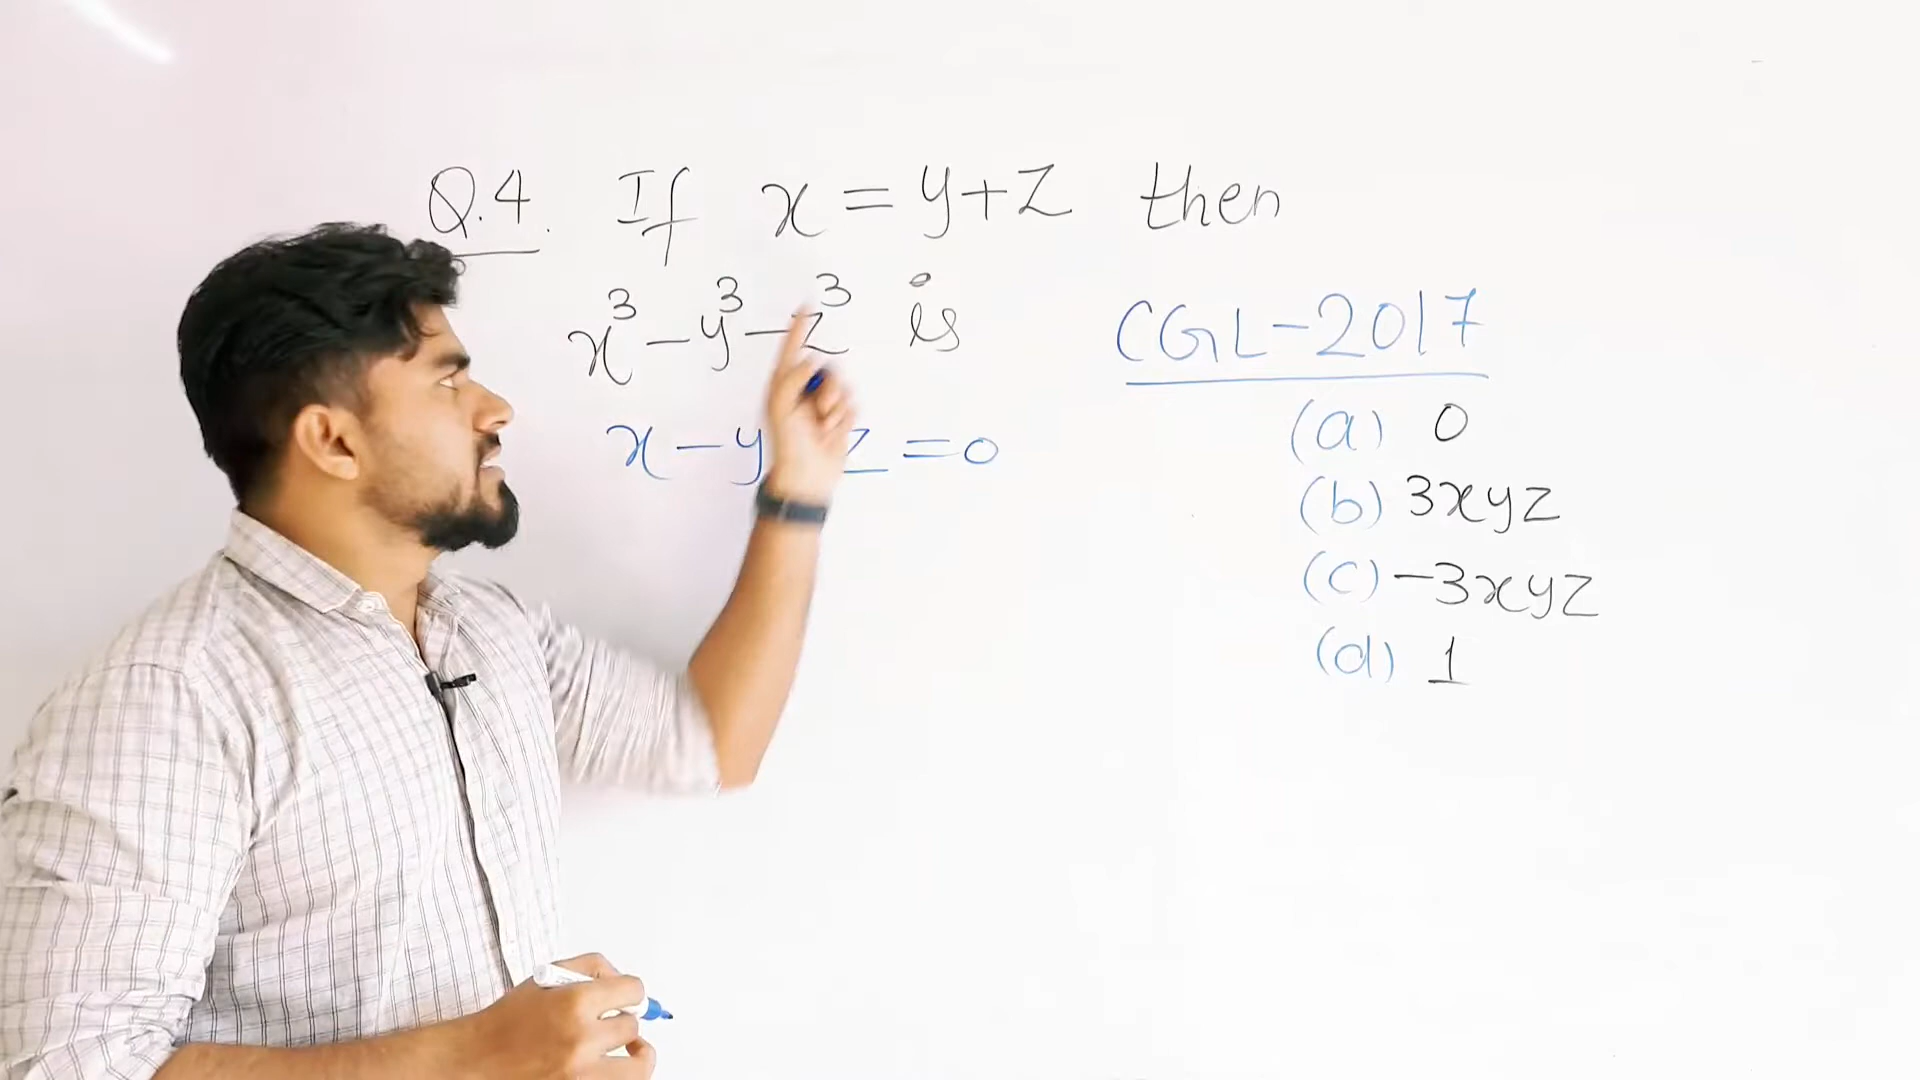 Q.4. If x = y+z then
x³ - y³ - z³ is
CGL-2017
x - y z = 0
(a) 0
(b) 3xyz
(c) -3xyz
(d) 1